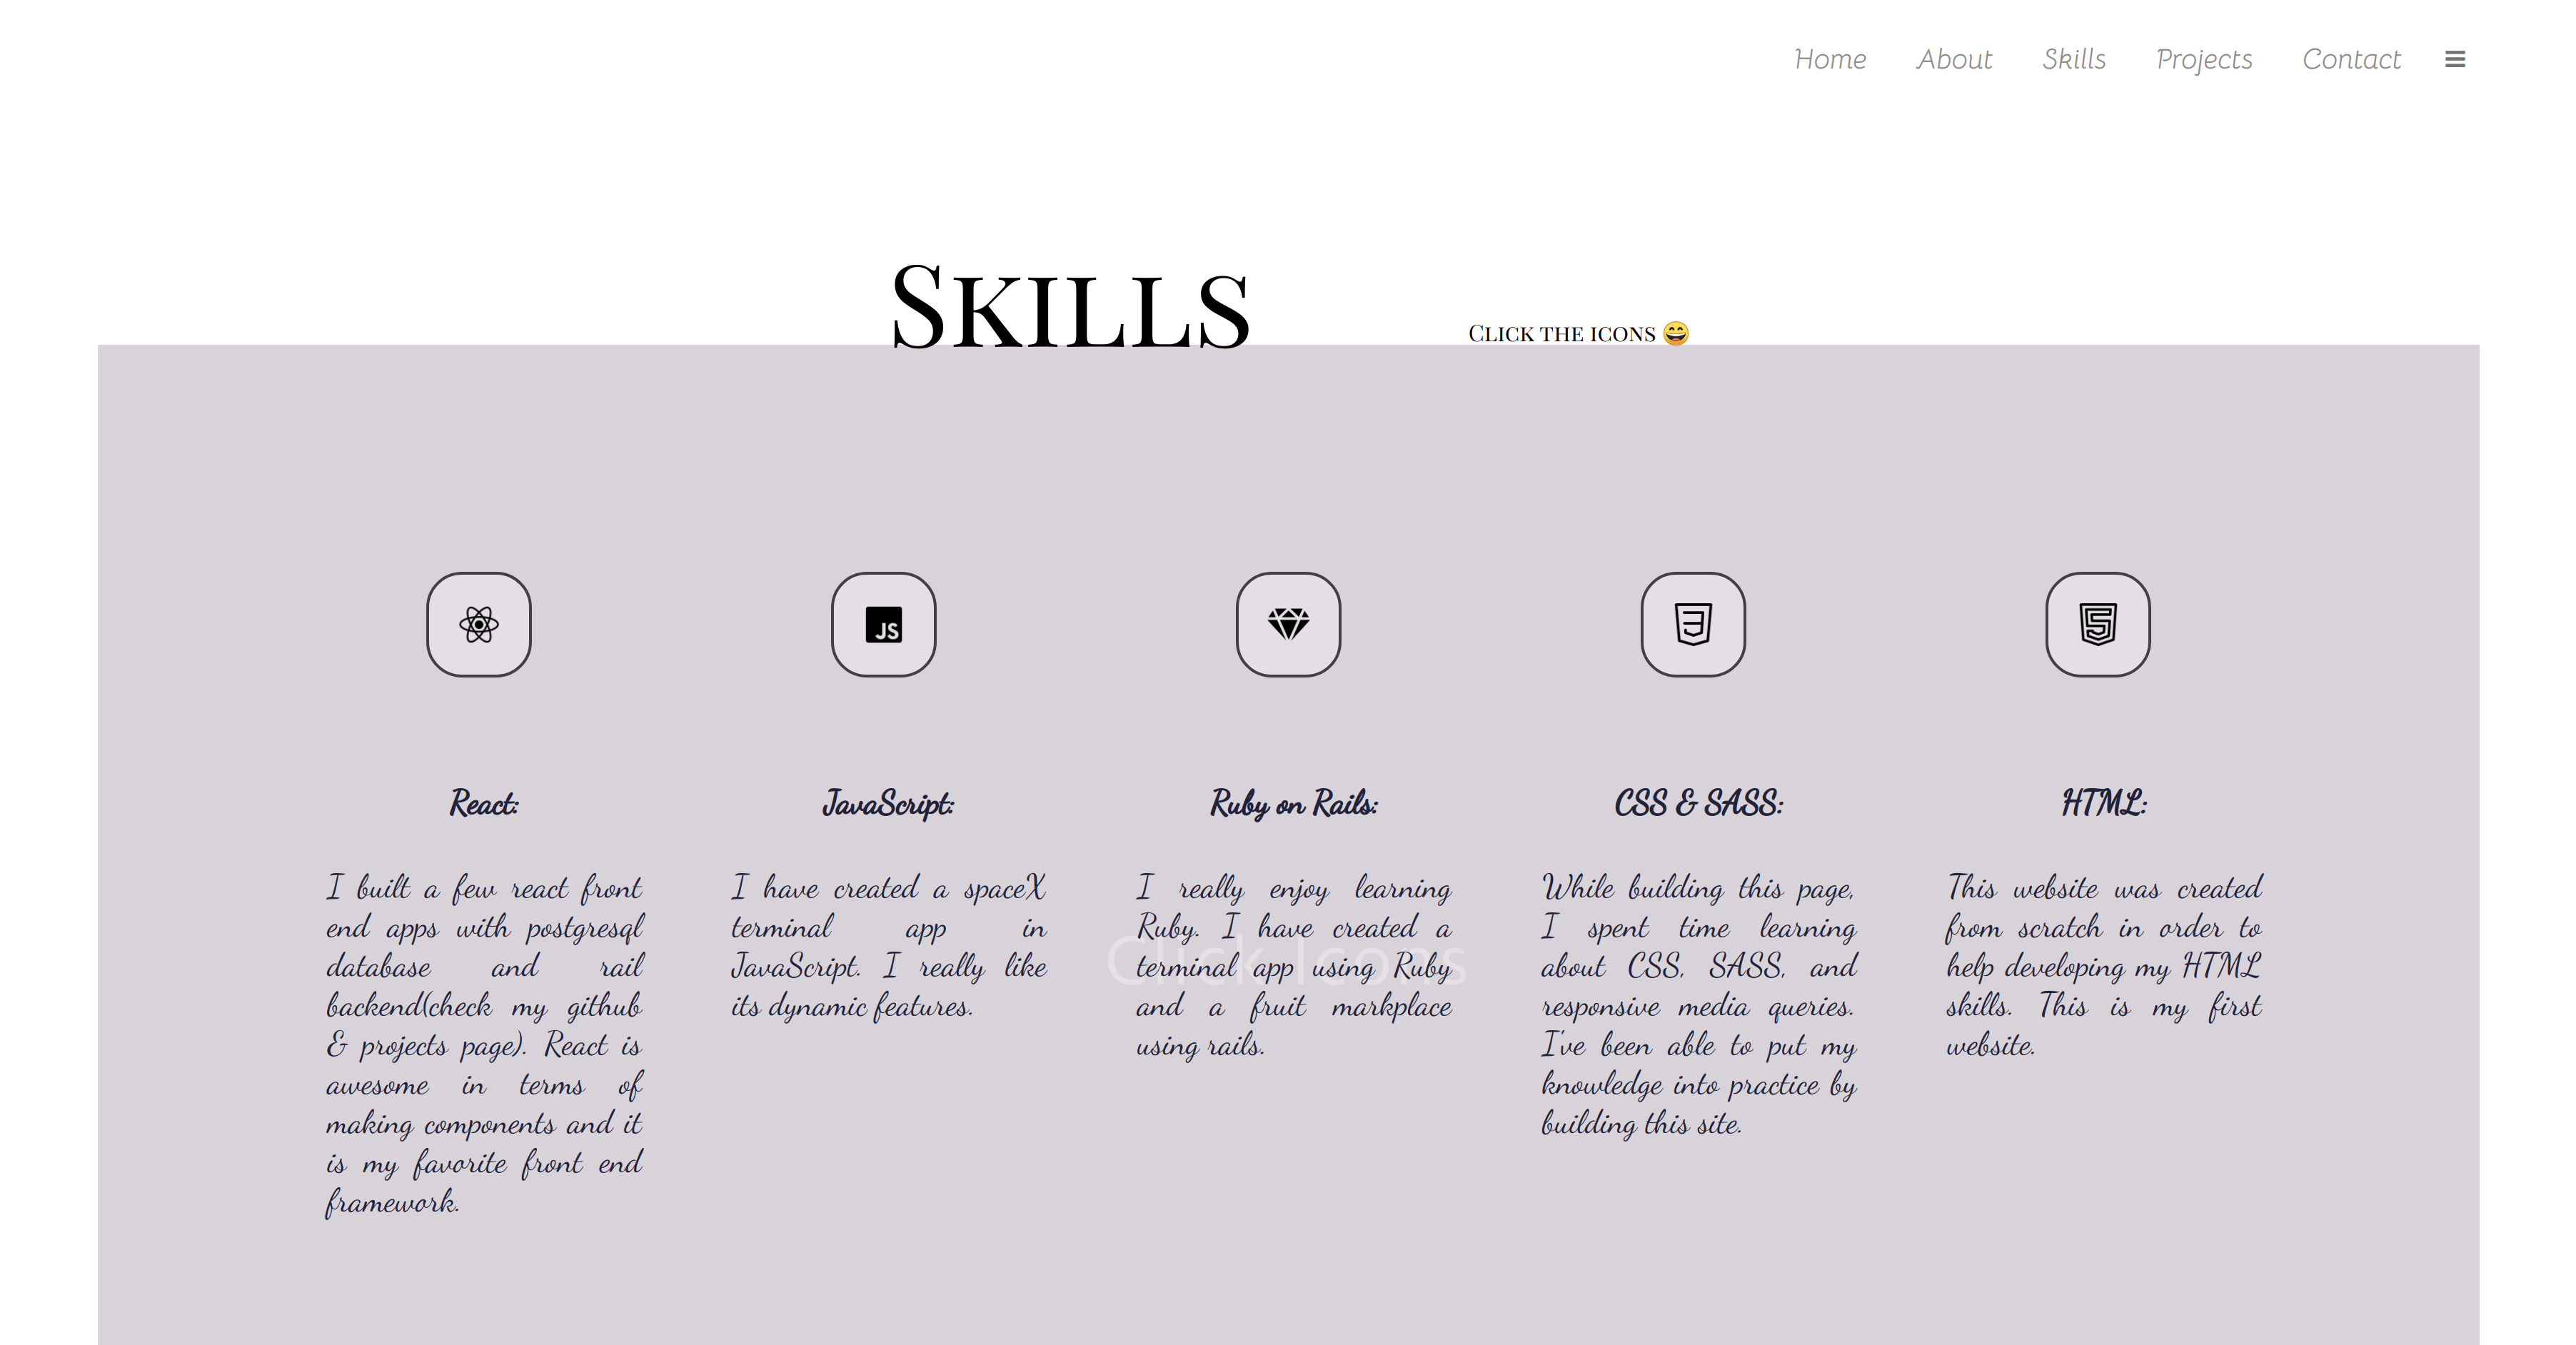 Home About Skills Projects Contact
SKILLS
CLICK THE ICONS 😄
JS
React:
I built a few react front
end apps with postgresql
database and rail
backend(check my github
& projects page). React is
awesome in terms of
making components and it
is my favorite front end
framework.
JavaScript:
I have created a spaceX
terminal app in
JavaScript. I really like
its dynamic features.
Ruby on Rails:
I really enjoy learning
Ruby. I have created a
terminal app using Ruby
and a fruit markplace
using rails.
Click Icons
CSS & SASS:
While building this page,
I spent time learning
about CSS, SASS, and
responsive media queries.
I've been able to put my
knowledge into practice by
building this site.
HTML:
This website was created
from scratch in order to
help developing my HTML
skills. This is my first
website.